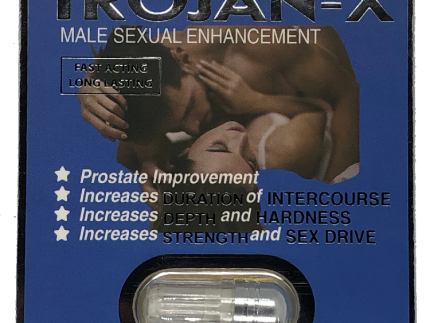 TROJAN-X
MALE SEXUAL ENHANCEMENT
FAST ACTING
LONG LASTING
Prostate Improvement
Increases DURATION of INTERCOURSE
Increases DEPTH and HARDNESS
Increases STRENGTH and SEX DRIVE